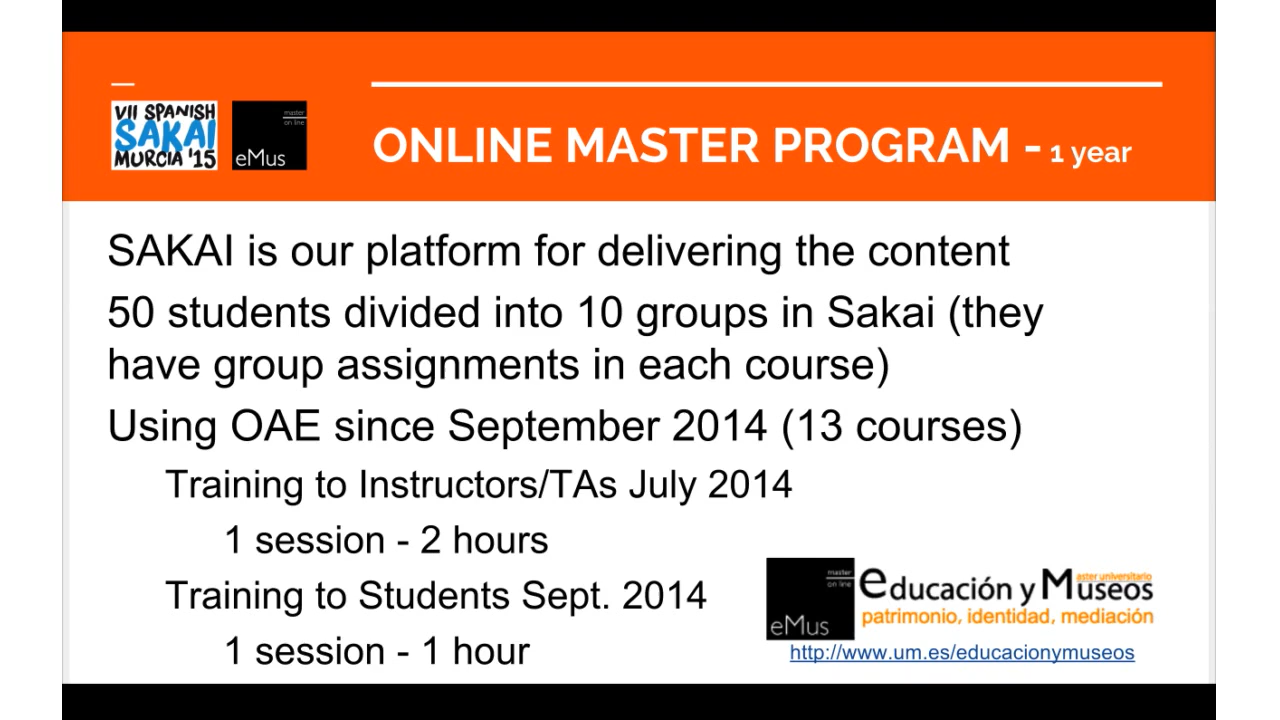 VII SPANISH
SAKAI
MURCIA '15
master
on line
eMus
ONLINE MASTER PROGRAM - 1 year
SAKAI is our platform for delivering the content
50 students divided into 10 groups in Sakai (they
have group assignments in each course)
Using OAE since September 2014 (13 courses)
Training to Instructors/TAs July 2014
1 session - 2 hours
Training to Students Sept. 2014
1 session - 1 hour
master
on line
eMus
aster universitario
educación y Museos
patrimonio, identidad, mediación
http://www.um.es/educacionymuseos